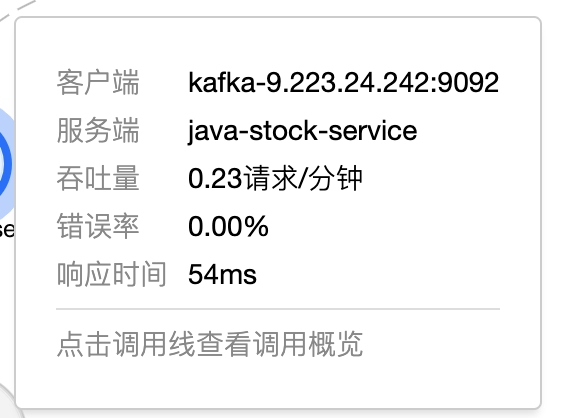 客户端 kafka-9.223.24.242:9092
服务端 java-stock-service
吞吐量 0.23请求/分钟
se
错误率 0.00%
响应时间 54ms
点击调用线查看调用概览